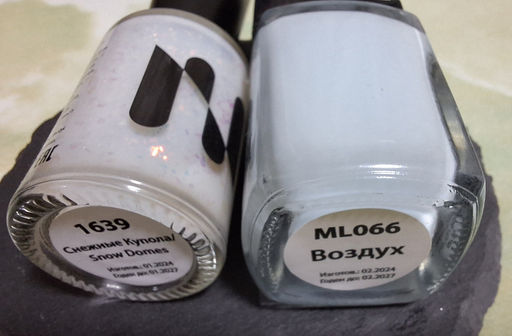 1639
Снежные Купола/
Snow Domes
Изготов.: 01.2024
Годен до: 01.2027
ML066
Воздух
Изготов.: 02.2024
Годен до: 02.2027